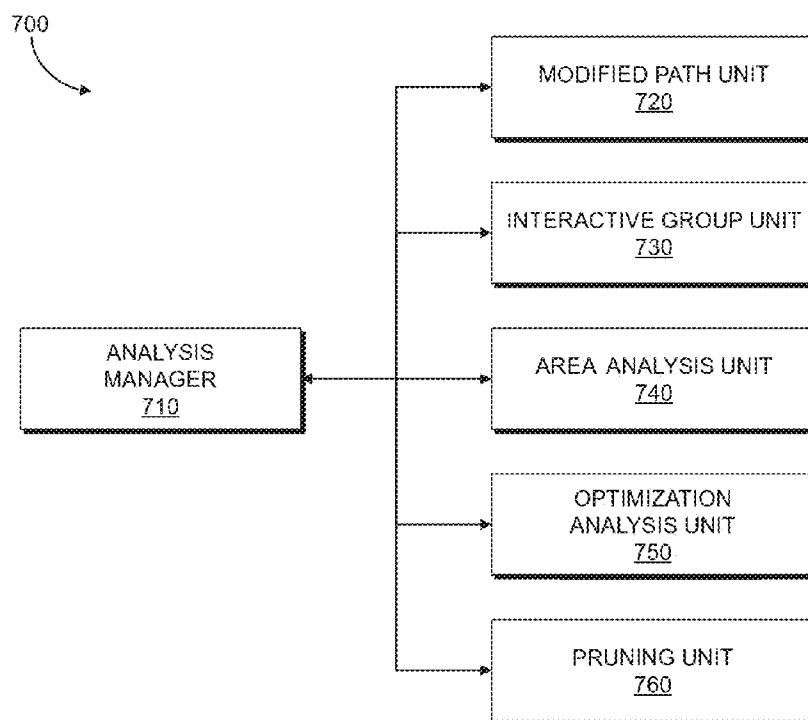 700
MODIFIED PATH UNIT
720
INTERACTIVE GROUP UNIT
730
ANALYSIS
MANAGER
710
AREA ANALYSIS UNIT
740
OPTIMIZATION
ANALYSIS UNIT
750
PRUNING UNIT
760